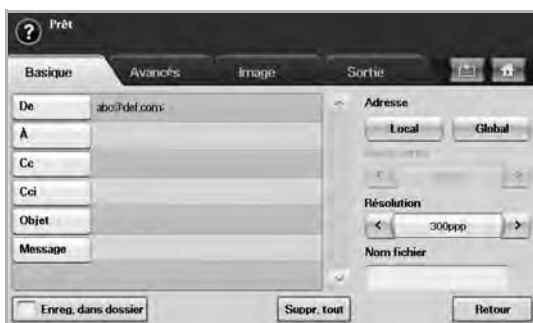 Prêt
Basique Avancés Image Sortie
De abc@def.com;
À
Cc
Cci
Objet
Message
Adresse
Local Global
Résolution
300ppp
Nom fichier
Enreg. dans dossier Suppr. tout Retour